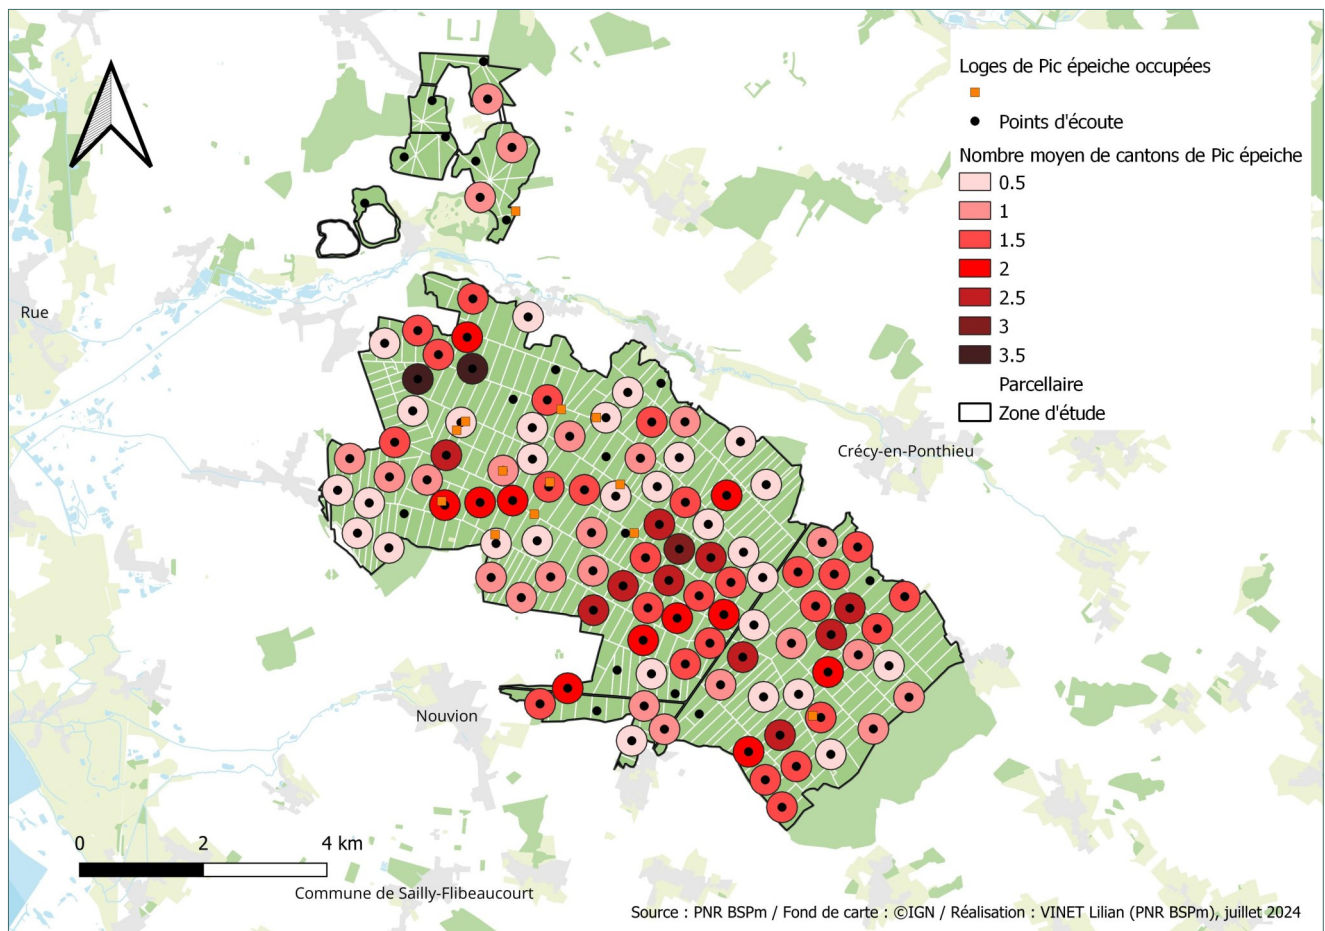 Loges de Pic épeiche occupées
Points d'écoute
Nombre moyen de cantons de Pic épeiche
0.5
1
1.5
2
2.5
3
3.5
Parcellaire
Zone d'étude
Rue
Crécy-en-Ponthieu
Nouvion
0 2 4 km
Commune de Sailly-Flibeaucourt
Source : PNR BSPm / Fond de carte : ©IGN / Réalisation : VINET Lilian (PNR BSPm), juillet 2024